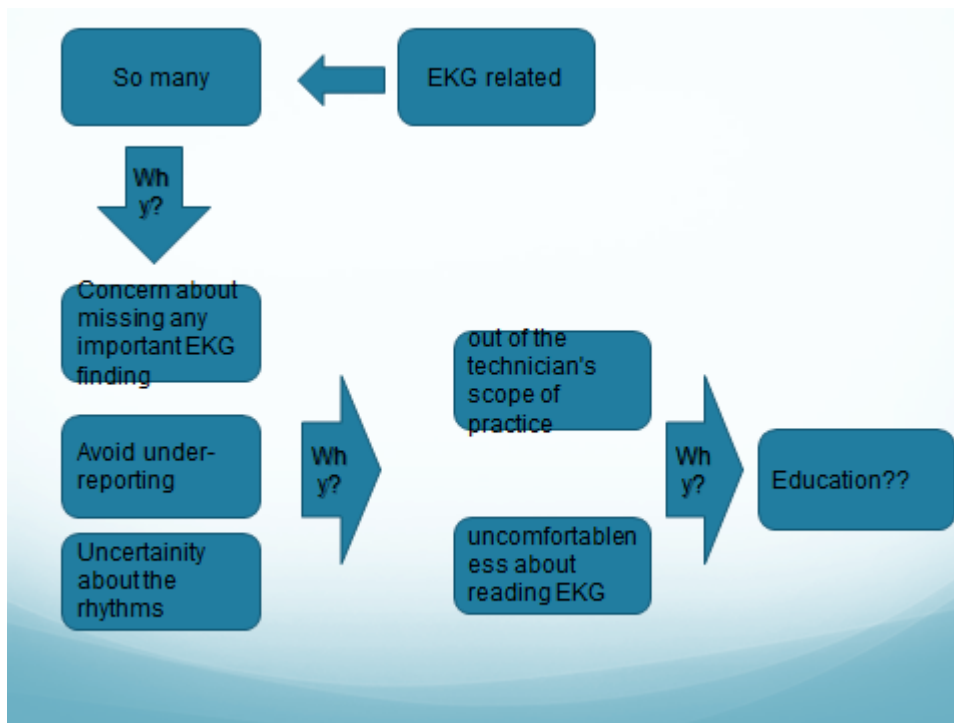 So many
EKG related
Wh
y?
Concern about
missing any
important EKG
finding
Avoid under-
reporting
Uncertainity
about the
rhythms
Wh
y?
out of the
technician's
scope of
practice
uncomfortablen
ess about
reading EKG
Wh
y?
Education??